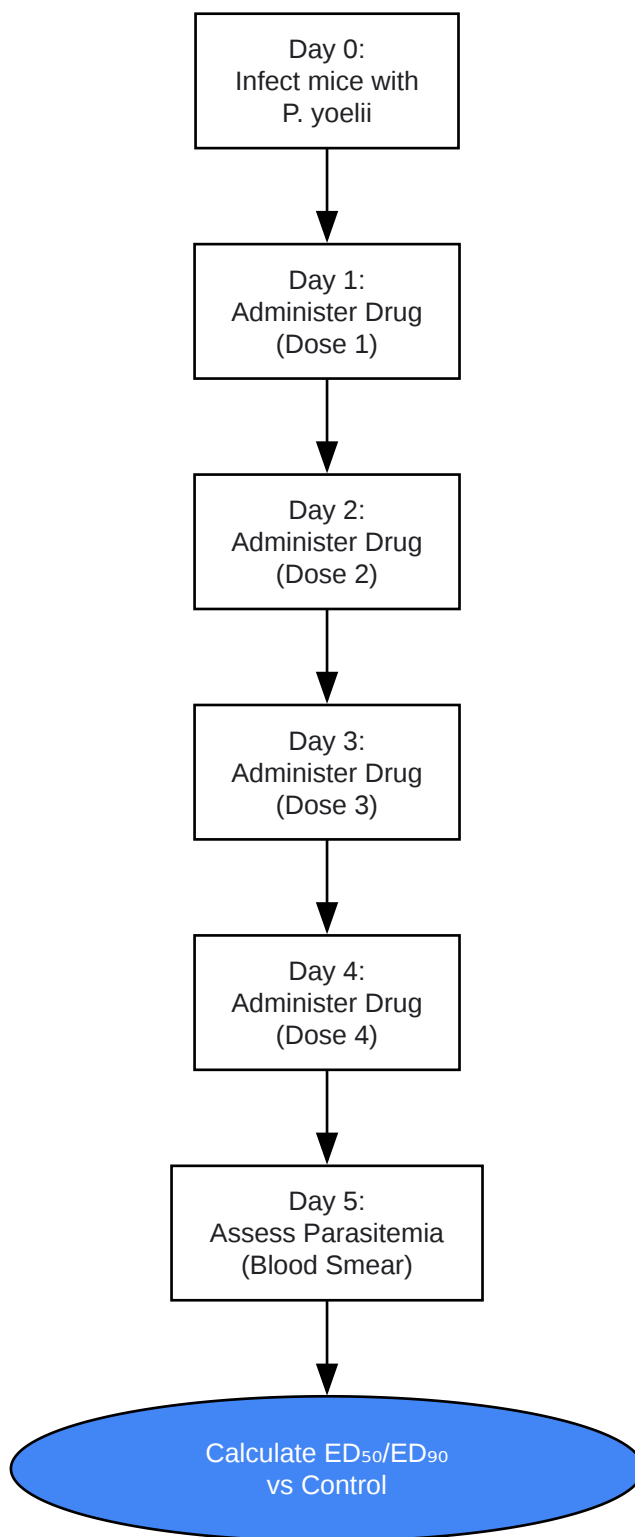 Day 0:
Infect mice with
P. yoelii
Day 1:
Administer Drug
(Dose 1)
Day 2:
Administer Drug
(Dose 2)
Day 3:
Administer Drug
(Dose 3)
Day 4:
Administer Drug
(Dose 4)
Day 5:
Assess Parasitemia
(Blood Smear)
Calculate ED₅₀/ED₉₀
vs Control